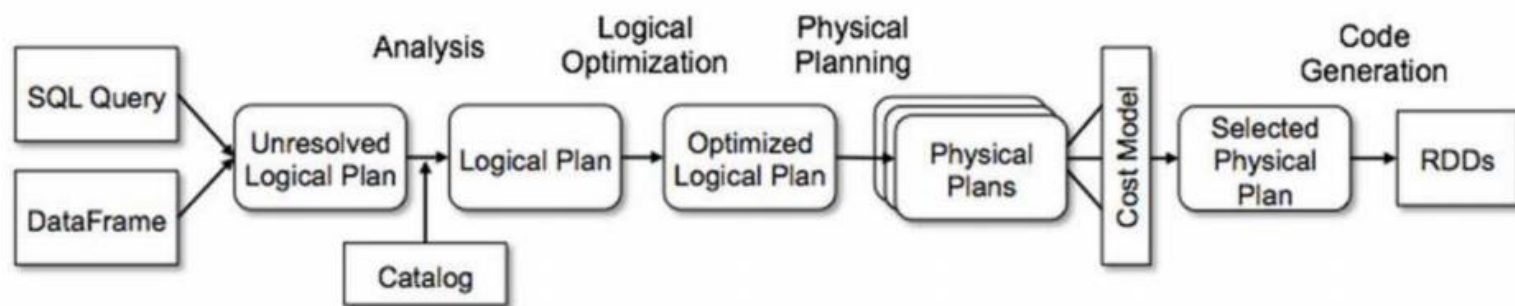 SQL Query
DataFrame
Unresolved
Logical Plan
Analysis
Catalog
Logical Plan
Logical
Optimization
Optimized
Logical Plan
Physical
Planning
Physical
Plans
Cost Model
Selected
Physical
Plan
Code
Generation
RDDs